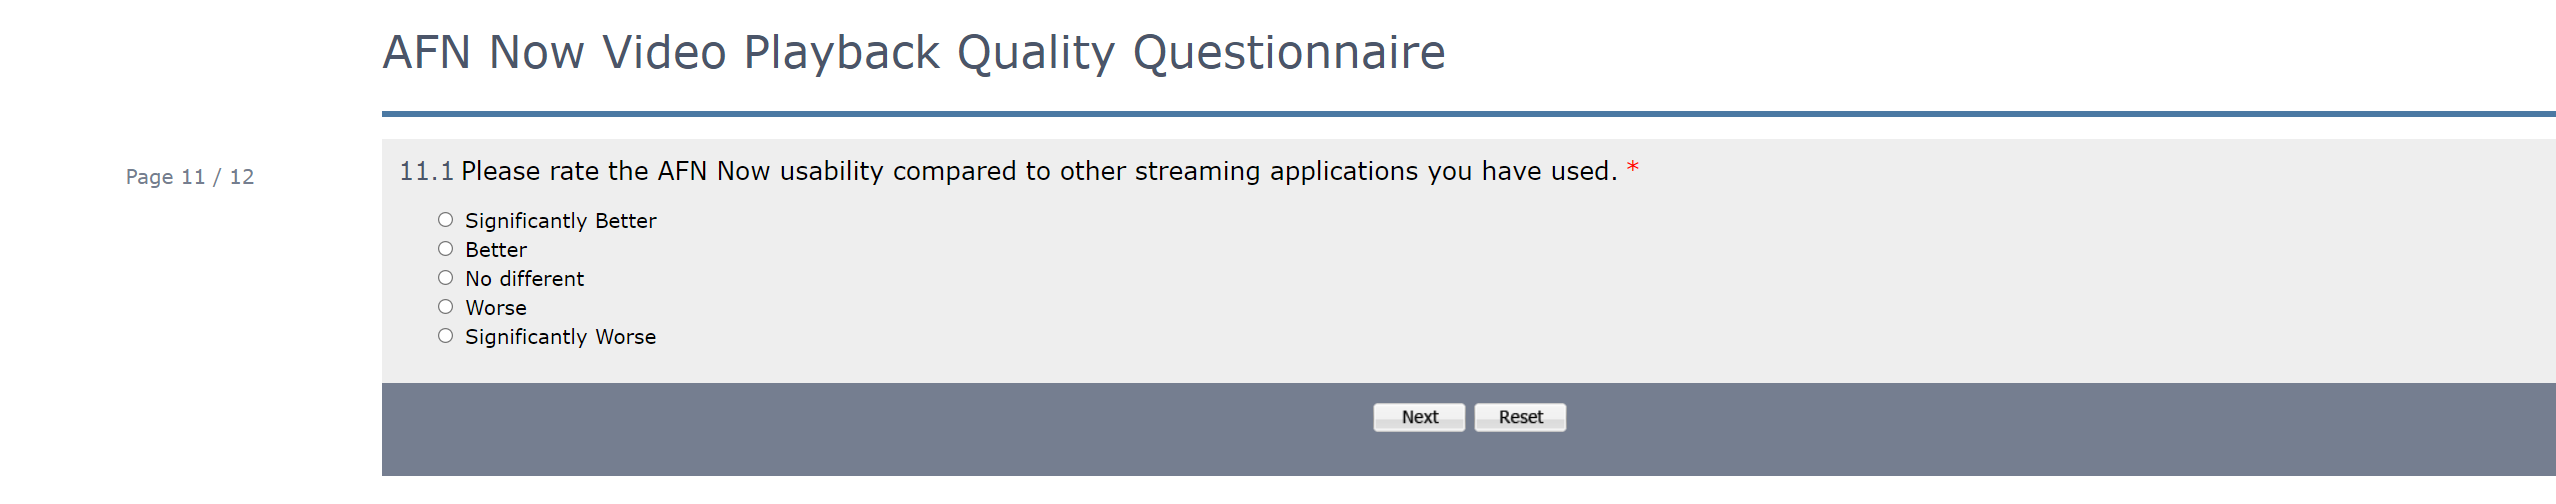 AFN Now Video Playback Quality Questionnaire
Page 11 / 12
11.1 Please rate the AFN Now usability compared to other streaming applications you have used. *
Significantly Better
Better
No different
Worse
Significantly Worse
Next Reset